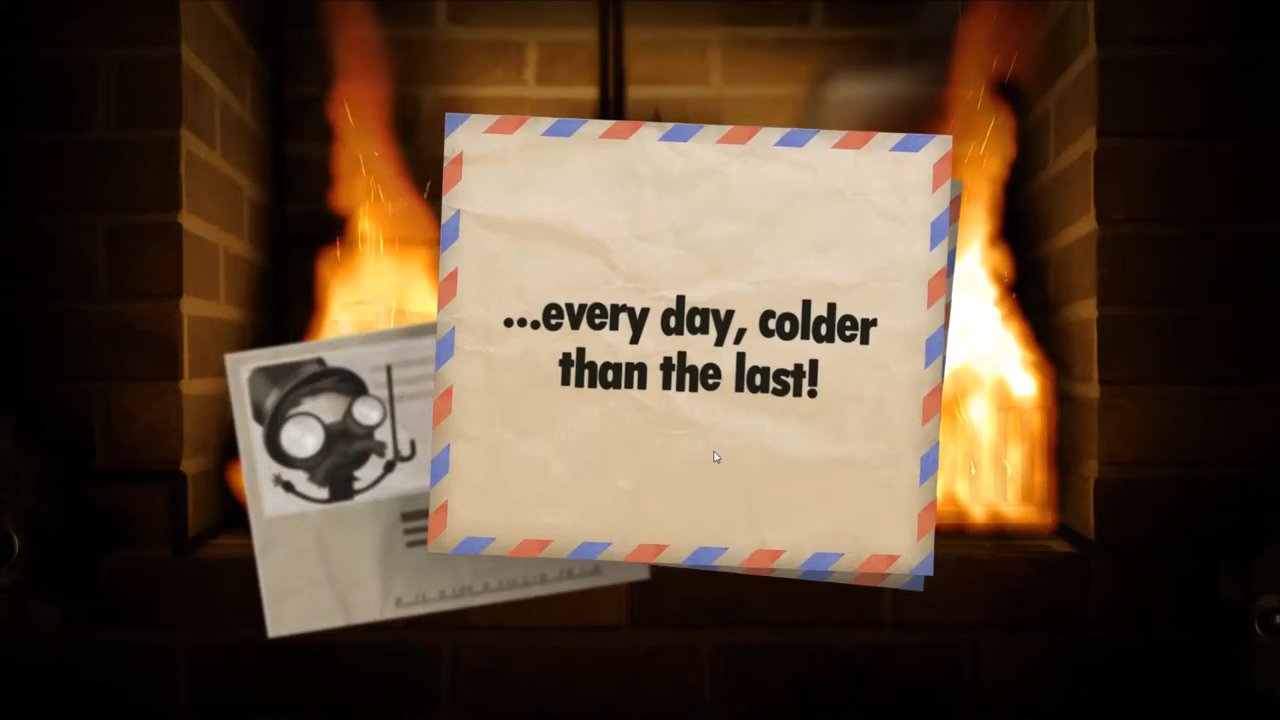 ...every day, colder
than the last!